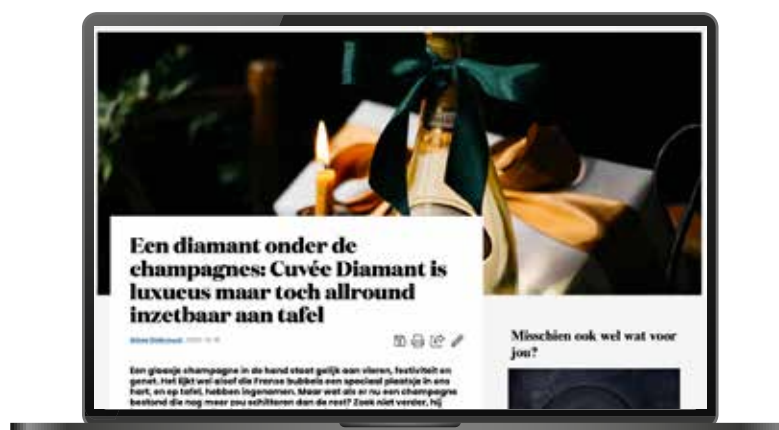 Een diamant onder de
champagnes: Cuvée Diamant is
luxueus maar toch allround
inzetbaar aan tafel
Misschien ook wel wat voor
jou?
Een glaasje champagne in de hand staat gelijk aan vieren, festiviteit en
genot. Het lijkt wel alsof die Franse bubbels een speciaal plaatsje in ons
hart, en op tafel, hebben ingenomen. Maar wat als er nu een champagne
bestond die nog meer zou schitteren dan de rest? Zoek niet verder, hij